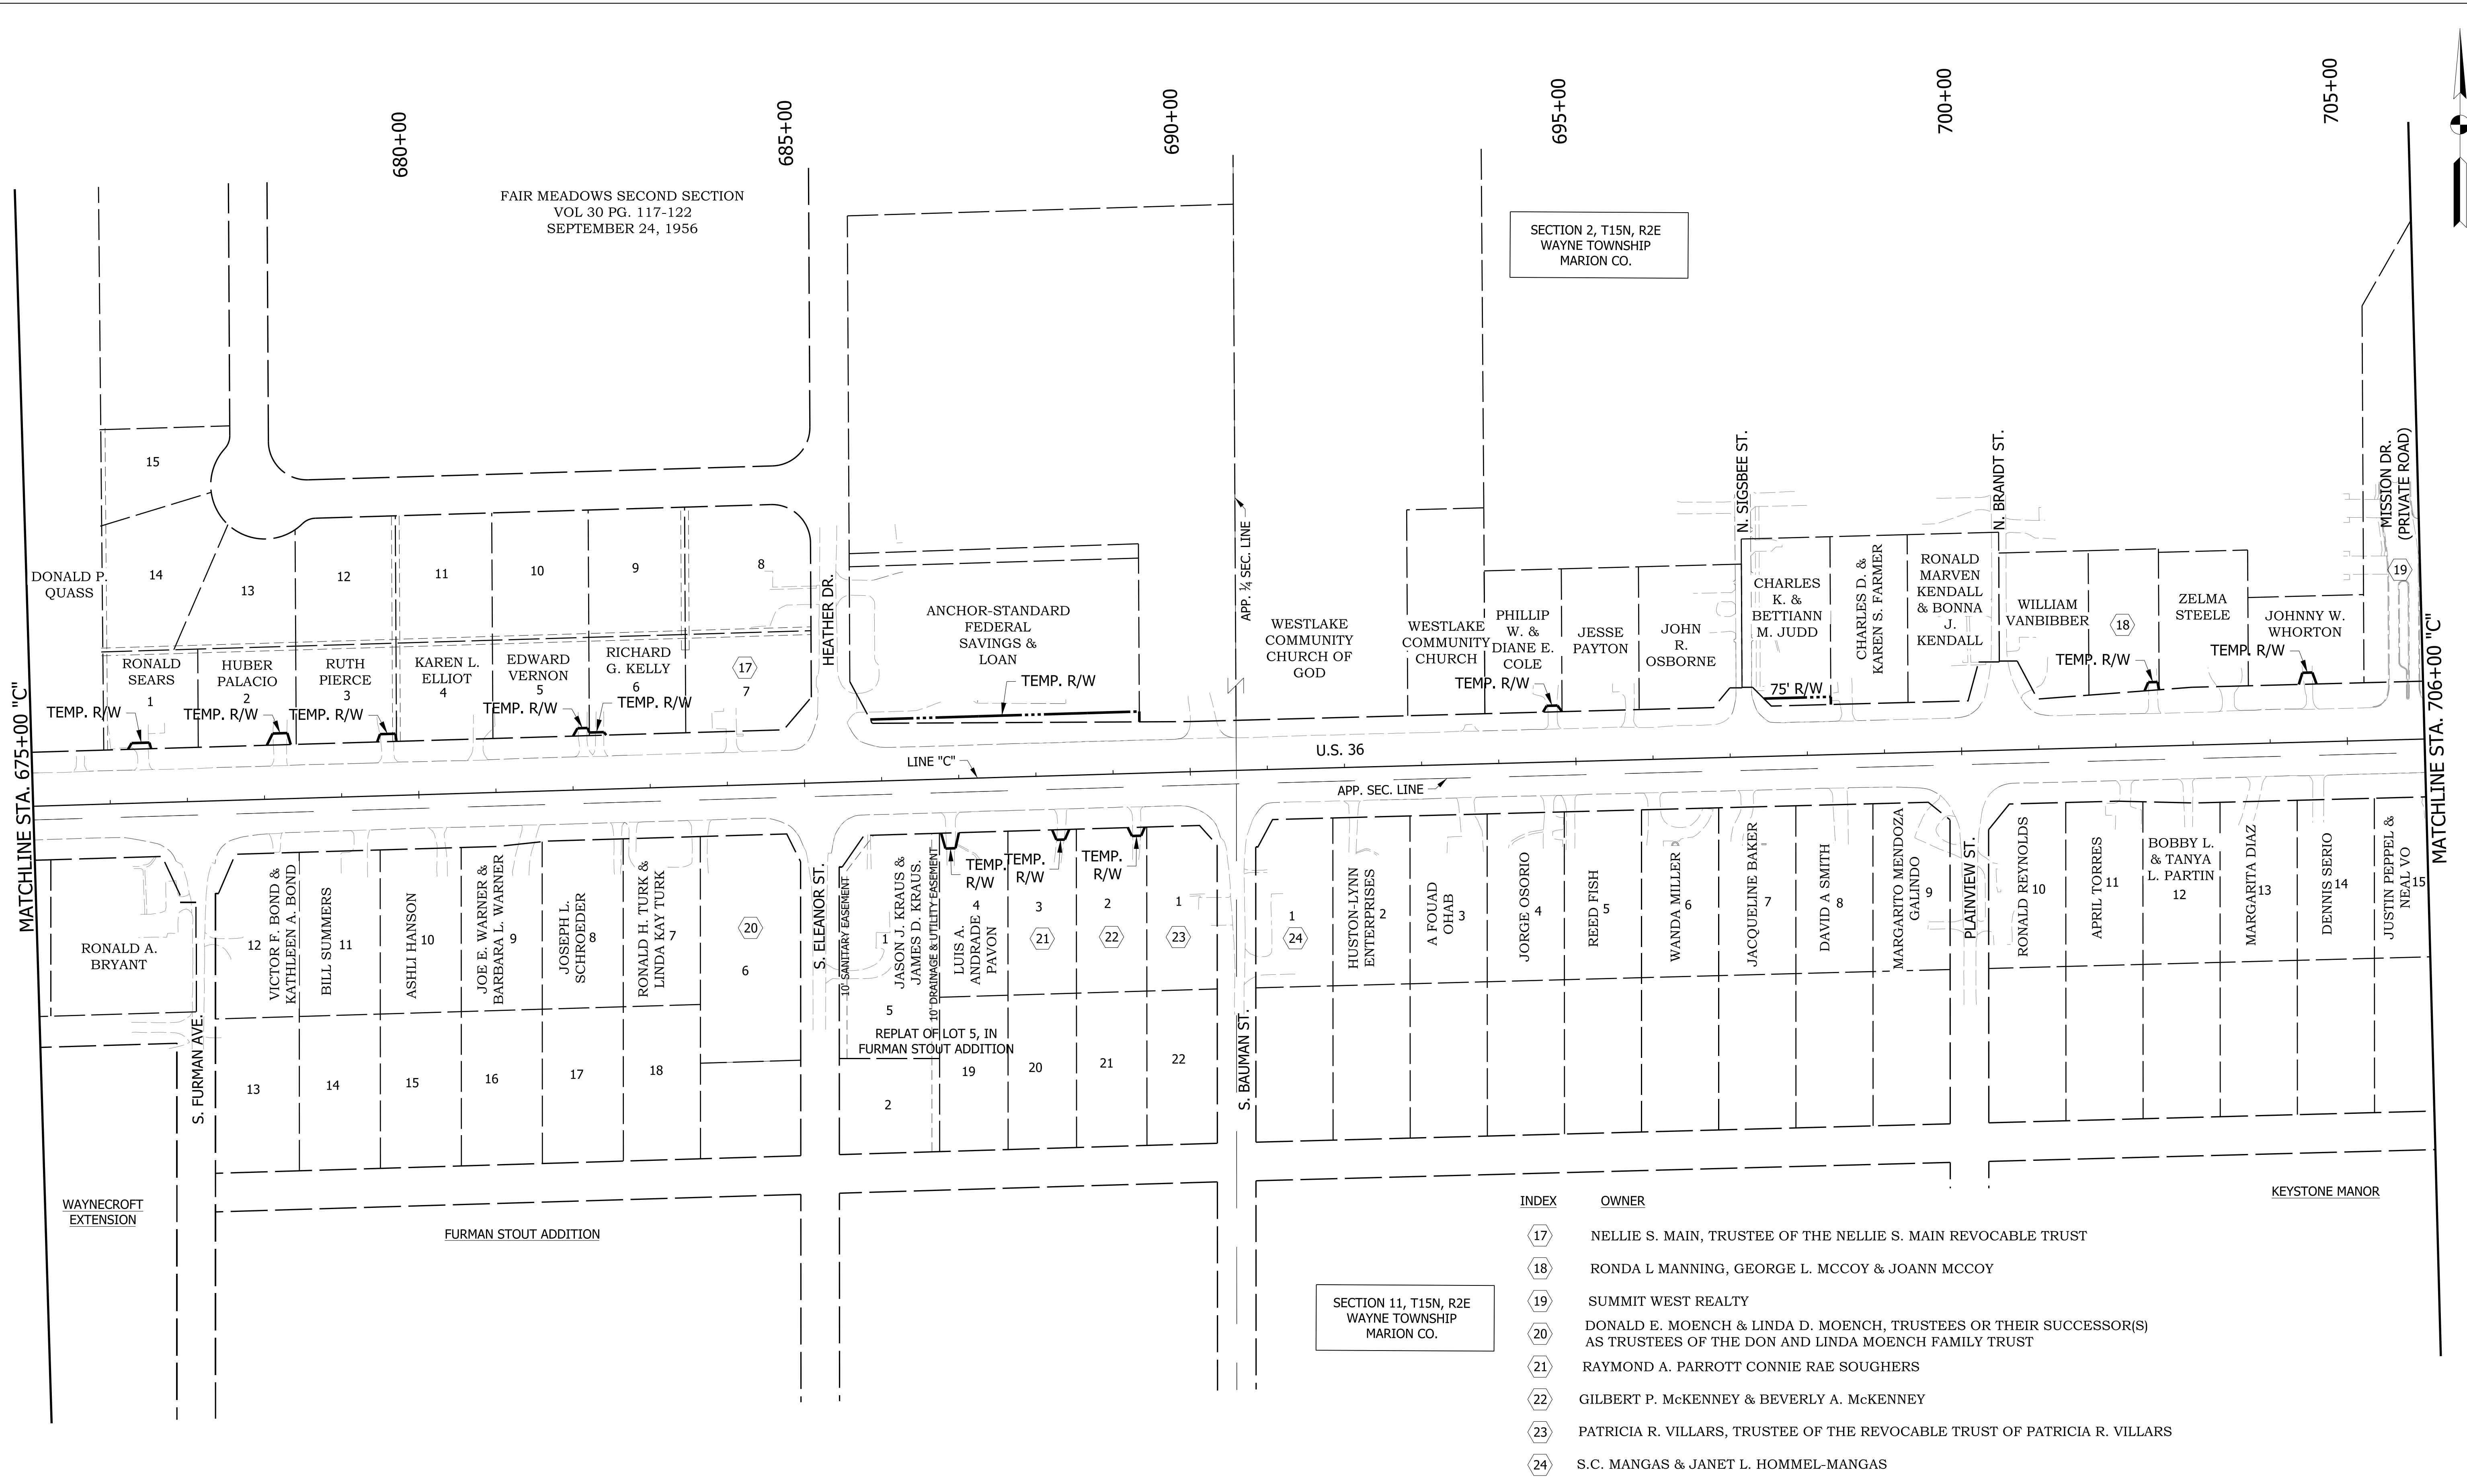 680+00
685+00
690+00
695+00
700+00
705+00
FAIR MEADOWS SECOND SECTION
VOL 30 PG. 117-122
SEPTEMBER 24, 1956
SECTION 2, T15N, R2E
WAYNE TOWNSHIP
MARION CO.
MATCHLINE STA. 675+00 "C"
15
14
13
12
11
10
9
8
DONALD P.
QUASS
RONALD
SEARS
1
TEMP. R/W
HUBER
PALACIO
2
TEMP. R/W
RUTH
PIERCE
3
TEMP. R/W
KAREN L.
ELLIOT
4
EDWARD
VERNON
5
TEMP. R/W
RICHARD
G. KELLY
6
TEMP. R/W
17
7
HEATHER DR.
ANCHOR-STANDARD
FEDERAL
SAVINGS &
LOAN
TEMP. R/W
APP. ¼ SEC. LINE
WESTLAKE
COMMUNITY
CHURCH OF
GOD
WESTLAKE
COMMUNITY
CHURCH
PHILLIP
W. &
DIANE E.
COLE
TEMP. R/W
JESSE
PAYTON
JOHN
R.
OSBORNE
N. SIGSBEE ST.
CHARLES
K. &
BETTIANN
M. JUDD
75' R/W
CHARLES D. &
KAREN S. FARMER
RONALD
MARVEN
KENDALL
& BONNA
J.
KENDALL
N. BRANDT ST.
WILLIAM
VANBIBBER
18
TEMP. R/W
ZELMA
STEELE
JOHNNY W.
WHORTON
TEMP. R/W
MISSION DR.
(PRIVATE ROAD)
19
MATCHLINE STA. 706+00 "C"
LINE "C"
U.S. 36
APP. SEC. LINE
RONALD A.
BRYANT
S. FURMAN AVE.
12
VICTOR F. BOND &
KATHLEEN A. BOND
BILL SUMMERS
11
ASHLI HANSON
10
JOE E. WARNER &
BARBARA L. WARNER
9
JOSEPH L.
SCHROEDER
8
RONALD H. TURK &
LINDA KAY TURK
7
20
6
S. ELEANOR ST.
10' SANITARY EASEMENT
1
JASON J. KRAUS &
JAMES D. KRAUS.
10' DRAINAGE & UTILITY EASEMENT
5
REPLAT OF LOT 5, IN
FURMAN STOUT ADDITION
2
TEMP.
R/W
4
LUIS A.
ANDRADE
PAVON
TEMP.
R/W
3
21
TEMP.
R/W
2
22
1
23
S. BAUMAN ST.
1
24
HUSTON-LYNN
ENTERPRISES
2
A FOUAD
OHAB
3
JORGE OSORIO
4
REED FISH
5
WANDA MILLER
6
JACQUELINE BAKER
7
DAVID A SMITH
8
MARGARITO MENDOZA
GALINDO
9
PLAINVIEW ST.
RONALD REYNOLDS
10
APRIL TORRES
11
BOBBY L.
& TANYA
L. PARTIN
12
MARGARITA DIAZ
13
DENNIS SERIO
14
JUSTIN PEPPEL &
NEAL VO
15
13
14
15
16
17
18
19
20
21
22
WAYNECROFT
EXTENSION
FURMAN STOUT ADDITION
KEYSTONE MANOR
SECTION 11, T15N, R2E
WAYNE TOWNSHIP
MARION CO.
INDEX OWNER
17 NELLIE S. MAIN, TRUSTEE OF THE NELLIE S. MAIN REVOCABLE TRUST
18 RONDA L MANNING, GEORGE L. MCCOY & JOANN MCCOY
19 SUMMIT WEST REALTY
20 DONALD E. MOENCH & LINDA D. MOENCH, TRUSTEES OR THEIR SUCCESSOR(S)
AS TRUSTEES OF THE DON AND LINDA MOENCH FAMILY TRUST
21 RAYMOND A. PARROTT CONNIE RAE SOUGHERS
22 GILBERT P. McKENNEY & BEVERLY A. McKENNEY
23 PATRICIA R. VILLARS, TRUSTEE OF THE REVOCABLE TRUST OF PATRICIA R. VILLARS
24 S.C. MANGAS & JANET L. HOMMEL-MANGAS